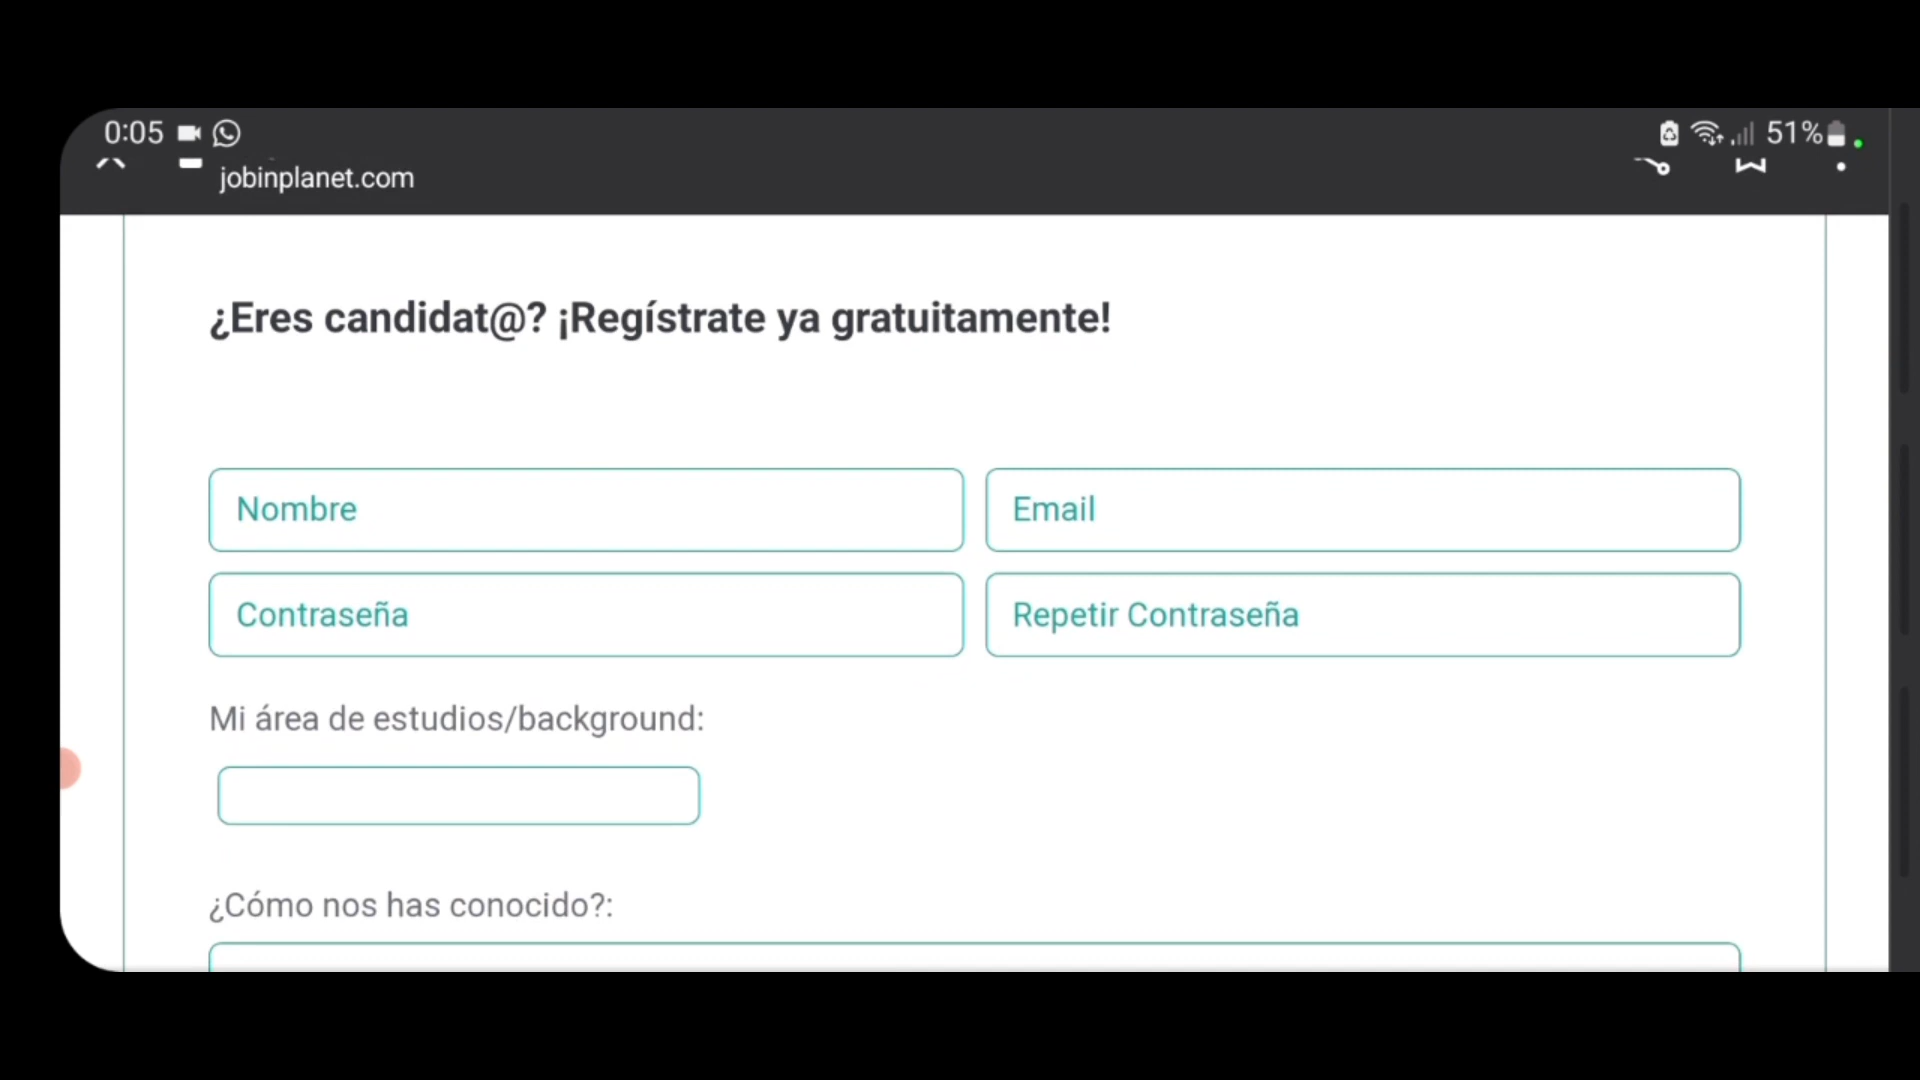 0:05
51%
jobinplanet.com
¿Eres candidat@? ¡Regístrate ya gratuitamente!
Nombre
Email
Contraseña
Repetir Contraseña
Mi área de estudios/background:
¿Cómo nos has conocido?: